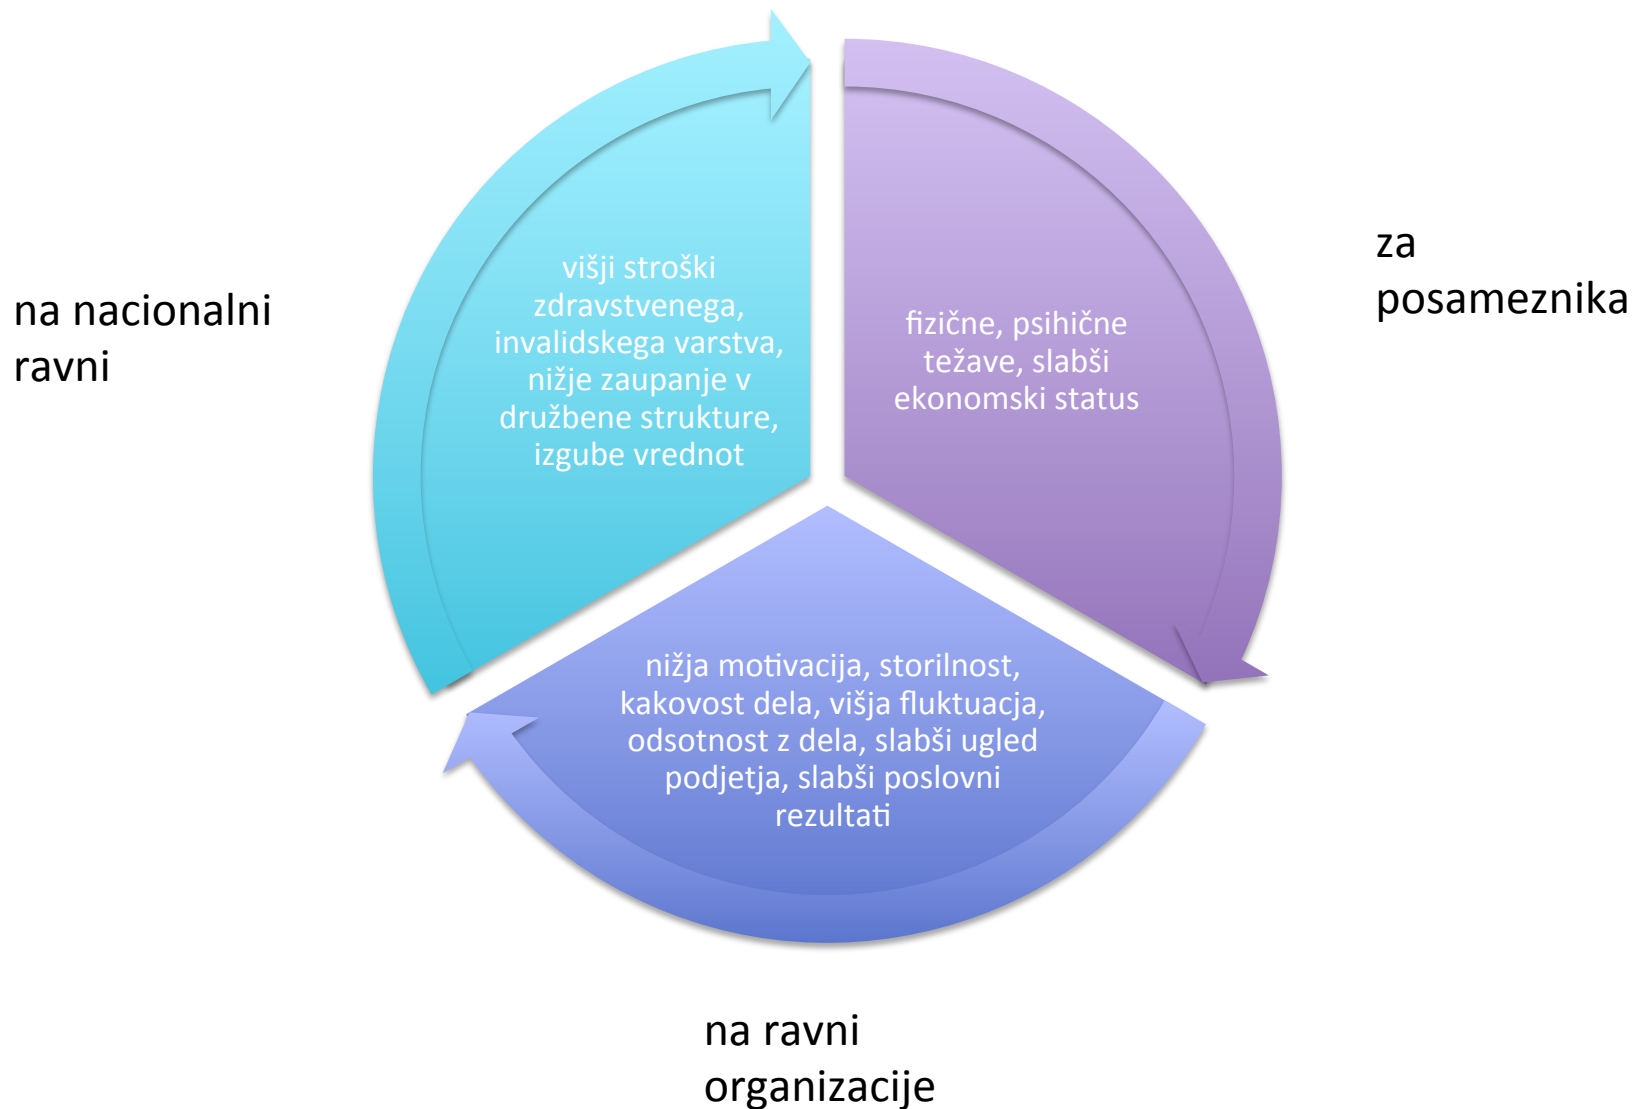 na nacionalni
ravni
višji stroški
zdravstvenega,
invalidskega varstva,
nižje zaupanje v
družbene strukture,
izgube vrednot
fizične, psihične
težave, slabši
ekonomski status
za
posameznika
nižja motivacija, storilnost,
kakovost dela, višja fluktuacja,
odsotnost z dela, slabši ugled
podjetja, slabši poslovni
rezultati
na ravni
organizacije